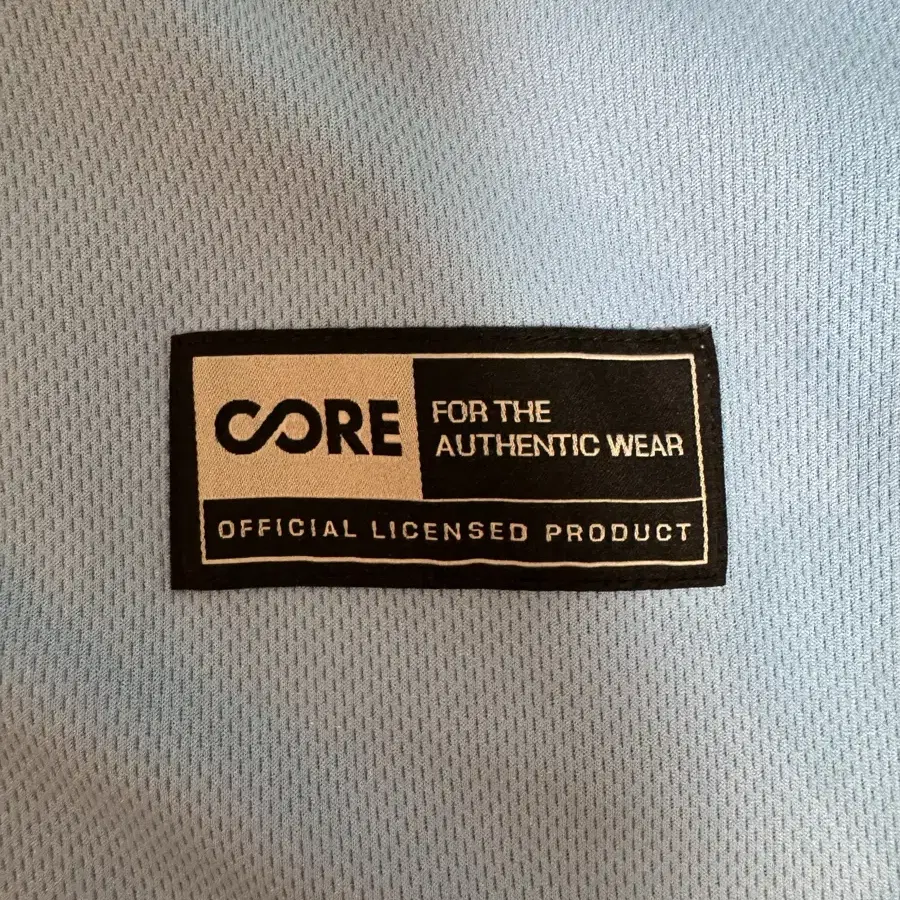 CORE
FOR THE
AUTHENTIC WEAR
OFFICIAL LICENSED PRODUCT